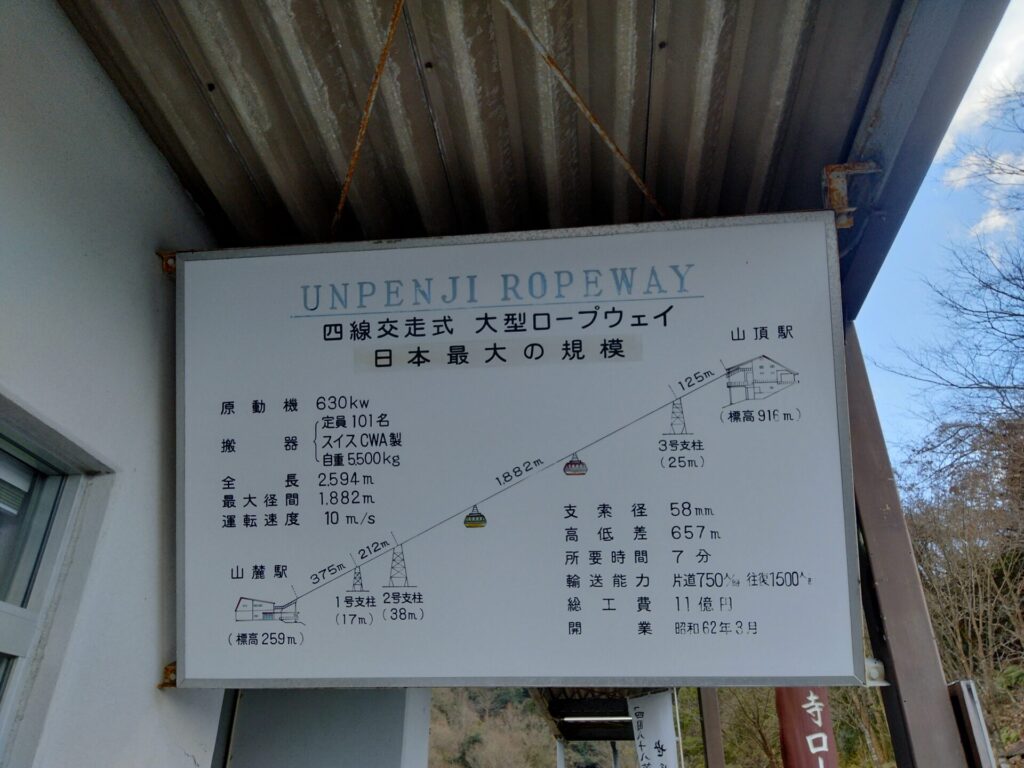 UNPENJI ROPEWAY
四線交走式 大型ロープウェイ
日本最大の規模
原動機 630kw
搬器 定員101名
スイスCWA製
自重5,500kg
全長 2,594m
最大径間 1,882m
運転速度 10m/s
山麓駅
(標高259m)
375m
1号支柱
(17m)
212m
2号支柱
(38m)
1,882m
3号支柱
(25m)
125m
山頂駅
(標高916m)
支索径 58mm
高低差 657m
所要時間 7分
輸送能力 片道750人 往復1500人
総工費 11億円
開業 昭和62年3月
寺ロー